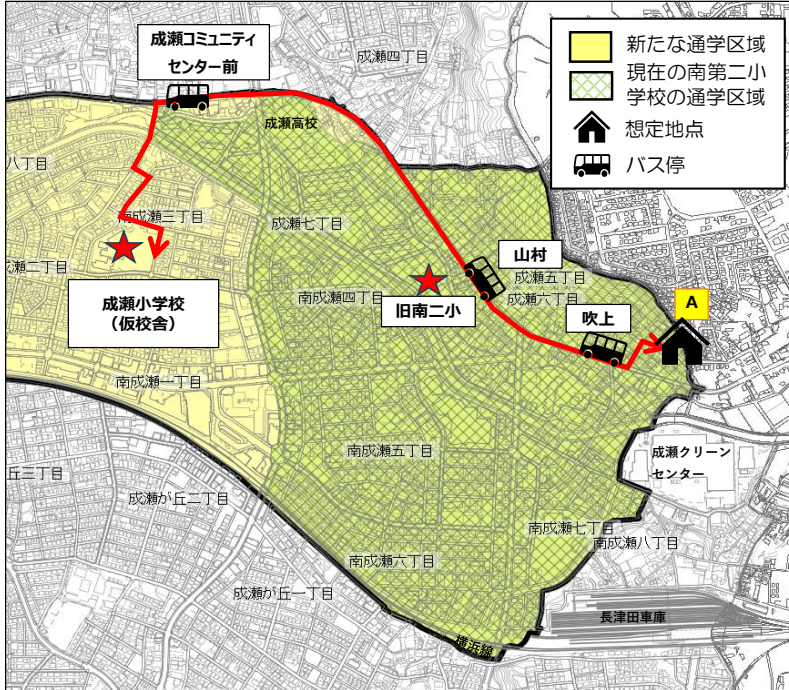 成瀬コミュニティ
センター前
成瀬四丁目
新たな通学区域
現在の南第二小
学校の通学区域
想定地点
バス停
成瀬高校
八丁目
南成瀬三丁目
成瀬七丁目
山村
成瀬五丁目
瀬二丁目
成瀬小学校
(仮校舎)
南成瀬四丁目
旧南二小
成瀬六丁目
吹上
A
南成瀬一丁目
南成瀬五丁目
成瀬クリーン
センター
丘三丁目
成瀬が丘二丁目
南成瀬七丁目
南成瀬八丁目
南成瀬六丁目
成瀬が丘一丁目
長津田車庫
横浜線